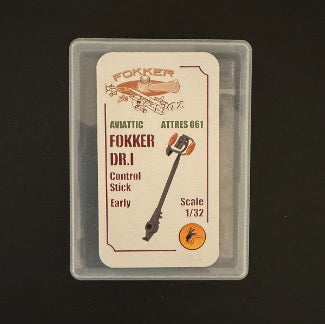 FOKKER
AVIATTIC ATTRES 061
FOKKER
DR.I
Control
Stick
Early
Scale
1/32